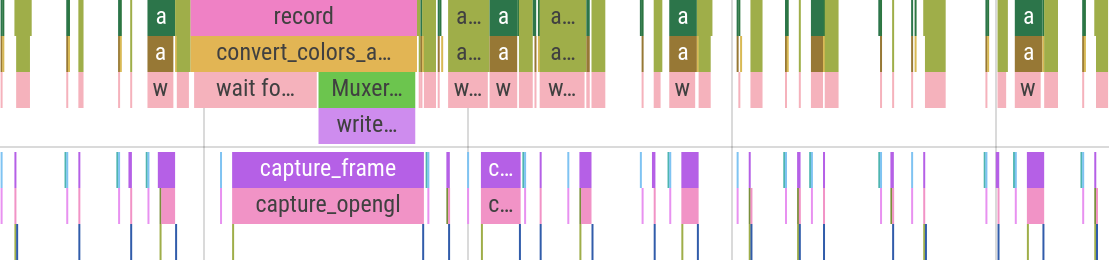 a record a… a a… a a
a convert_colors_a… a… a a… a a
w wait fo… Muxer… w… w w… w w
write…
capture_frame c…
capture_opengl c…